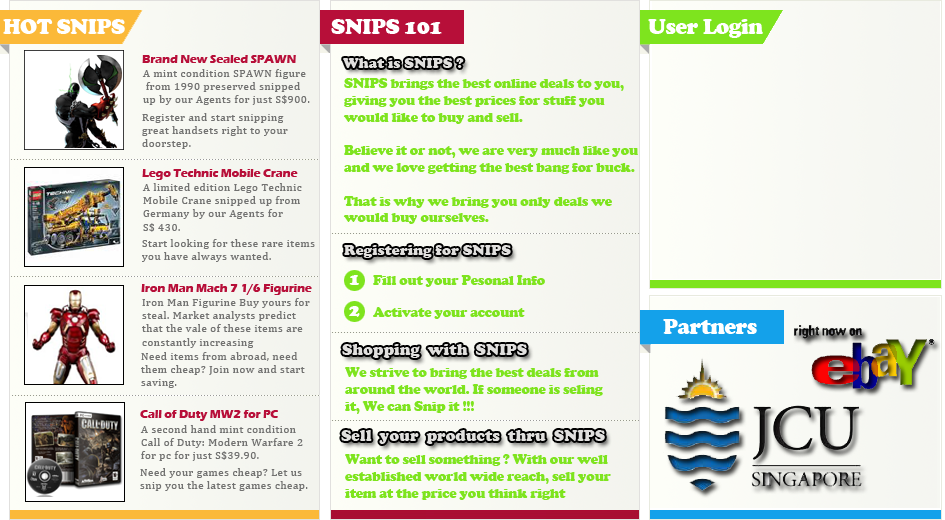 HOT SNIPS
Brand New Sealed SPAWN
A mint condition SPAWN figure
from 1990 preserved snipped
up by our Agents for just S$900.
Register and start snipping
great handsets right to your
doorstep.
Lego Technic Mobile Crane
A limited edition Lego Technic
Mobile Crane snipped up from
Germany by our Agents for
S$ 430.
Start looking for these rare items
you have always wanted.
TECHNIC
Iron Man Mach 7 1/6 Figurine
Iron Man Figurine Buy yours for
steal. Market analysts predict
that the vale of these items are
constantly increasing
Need items from abroad, need
them cheap? Join now and start
saving.
Call of Duty MW2 for PC
A second hand mint condition
Call of Duty: Modern Warfare 2
for pc for just S$39.90.
Need your games cheap? Let us
snip you the latest games cheap.
CALL OF DUTY
SNIPS 101
What is SNIPS ?
SNIPS brings the best online deals to you,
giving you the best prices for stuff you
would like to buy and sell.
Believe it or not, we are very much like you
and we love getting the best bang for buck.
That is why we bring you only deals we
would buy ourselves.
Registering for SNIPS
1 Fill out your Pesonal Info
2 Activate your account
Shopping with SNIPS
We strive to bring the best deals from
around the world. If someone is seling
it, We can Snip it !!!
Sell your products thru SNIPS
Want to sell something ? With our well
established world wide reach, sell your
item at the price you think right
User Login
Partners
right now on
ebaY®
JCU
SINGAPORE